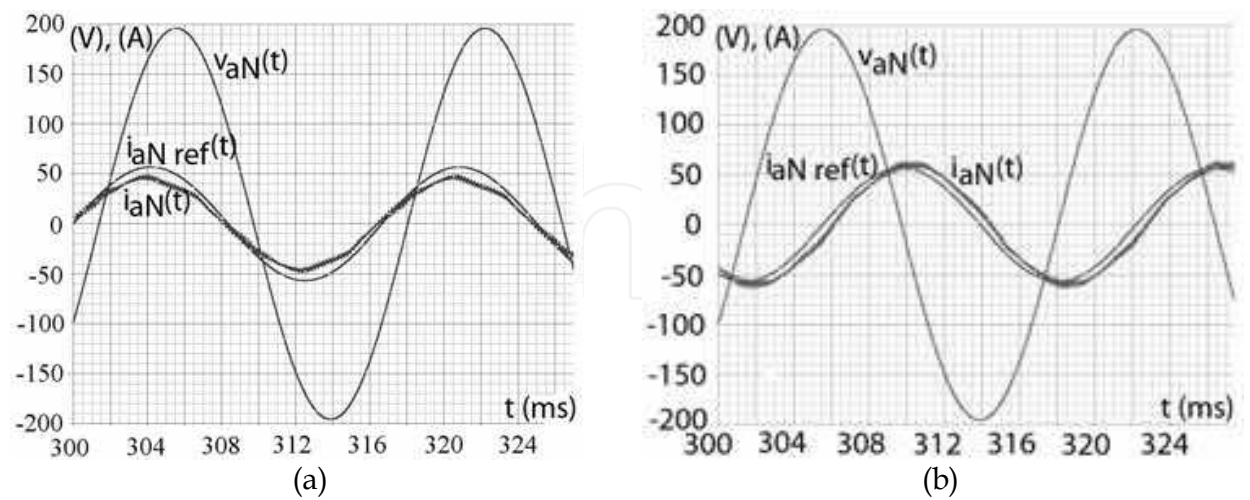 200
(V), (A)
vaN(t)
150
100
iaN ref(t)
50
iaN(t)
0
-50
-100
-150
t (ms)
-200
300 304 308 312 316 320 324
(a)
200
(V), (A)
vaN(t)
150
100
iaN ref(t) iaN(t)
50
0
-50
-100
-150
t (ms)
-200
300 304 308 312 316 320 324
(b)